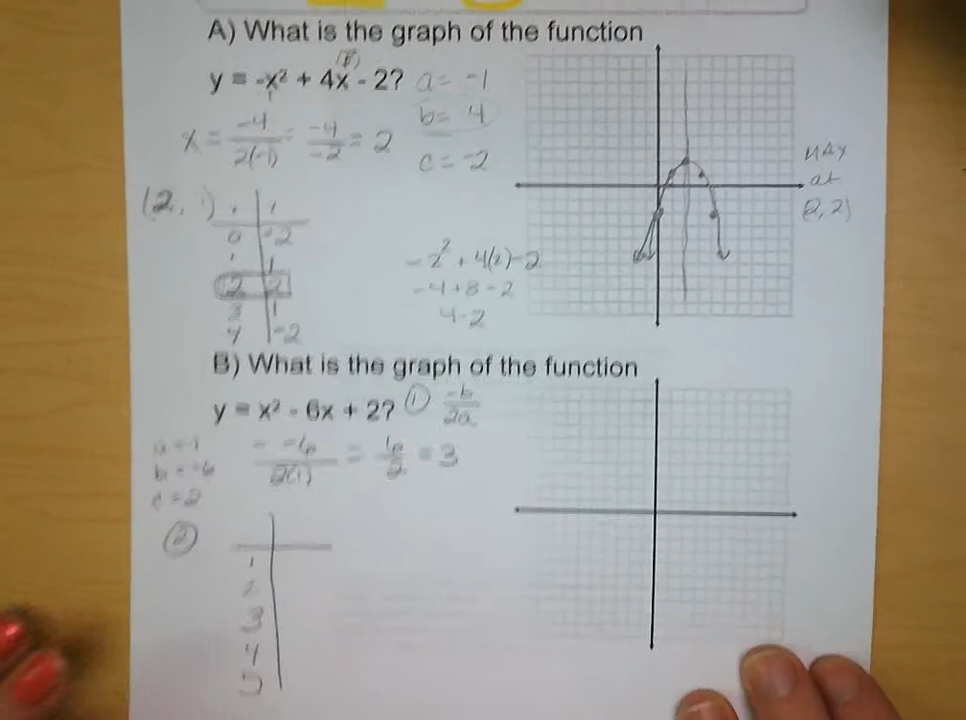 A) What is the graph of the function
y = -x² + 4x - 2?
a = -1
b = 4
c = -2
x = -4/2(-1) = -4/-2 = 2
(2, )
0 -2
1 1
2 2
3 1
4 -2
-2² + 4(2) - 2
-4 + 8 - 2
4 - 2
MAX
at
(2, 2)
B) What is the graph of the function
y = x² - 6x + 2? ① -b/2a
a = 1
b = -6
c = 2
= --6/2(1) = 6/2 = 3
②
1
2
3
4
5